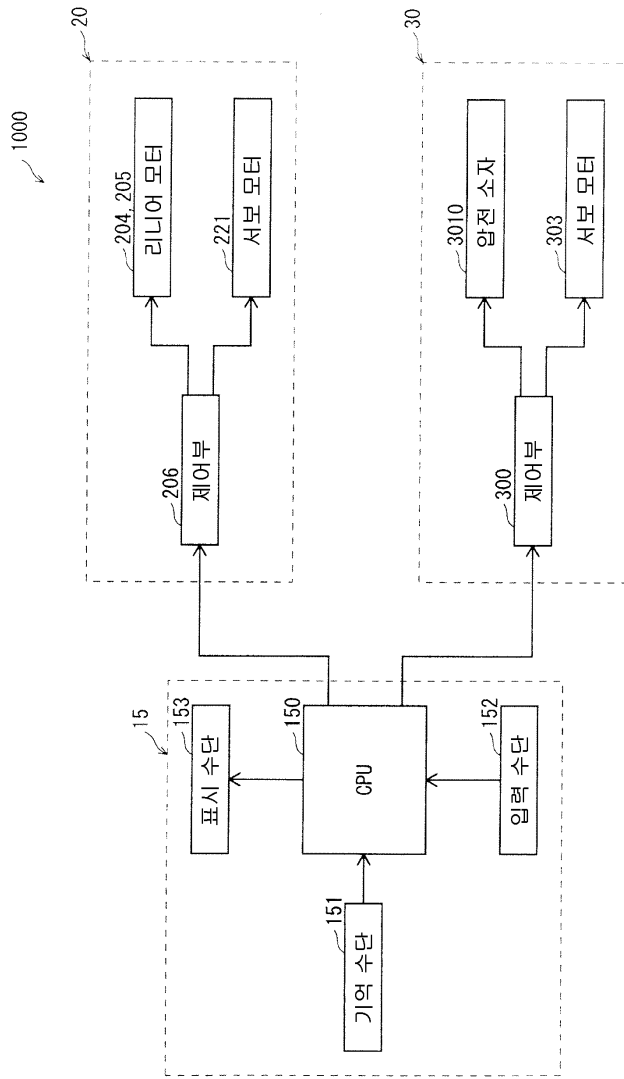 1000
15
153
표시 수단
150
CPU
151
기억 수단
152
입력 수단
20
206
제어부
204, 205
리니어 모터
221
서보 모터
30
300
제어부
3010
압전 소자
303
서보 모터